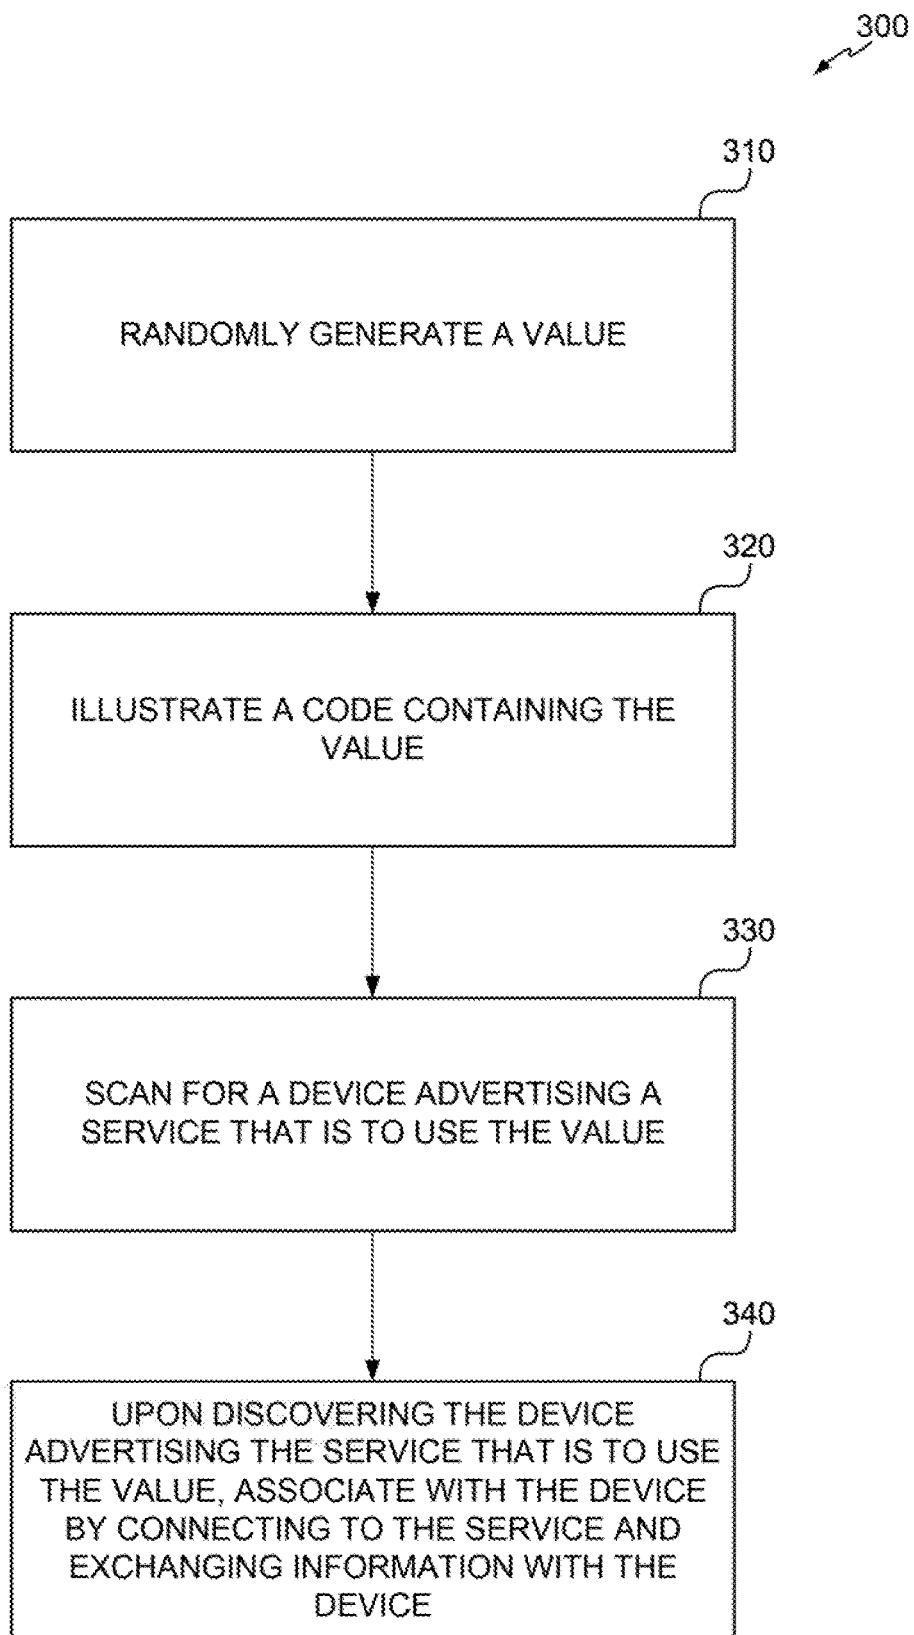 300
310
RANDOMLY GENERATE A VALUE
320
ILLUSTRATE A CODE CONTAINING THE
VALUE
330
SCAN FOR A DEVICE ADVERTISING A
SERVICE THAT IS TO USE THE VALUE
340
UPON DISCOVERING THE DEVICE
ADVERTISING THE SERVICE THAT IS TO USE
THE VALUE, ASSOCIATE WITH THE DEVICE
BY CONNECTING TO THE SERVICE AND
EXCHANGING INFORMATION WITH THE
DEVICE